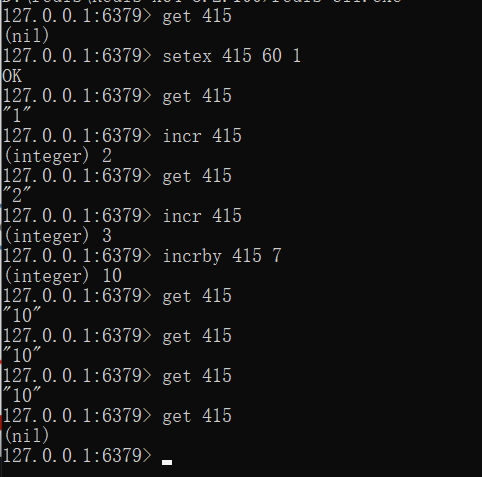 127.0.0.1:6379> get 415
(nil)
127.0.0.1:6379> setex 415 60 1
OK
127.0.0.1:6379> get 415
"1"
127.0.0.1:6379> incr 415
(integer) 2
127.0.0.1:6379> get 415
"2"
127.0.0.1:6379> incr 415
(integer) 3
127.0.0.1:6379> incrby 415 7
(integer) 10
127.0.0.1:6379> get 415
"10"
127.0.0.1:6379> get 415
"10"
127.0.0.1:6379> get 415
"10"
127.0.0.1:6379> get 415
(nil)
127.0.0.1:6379>